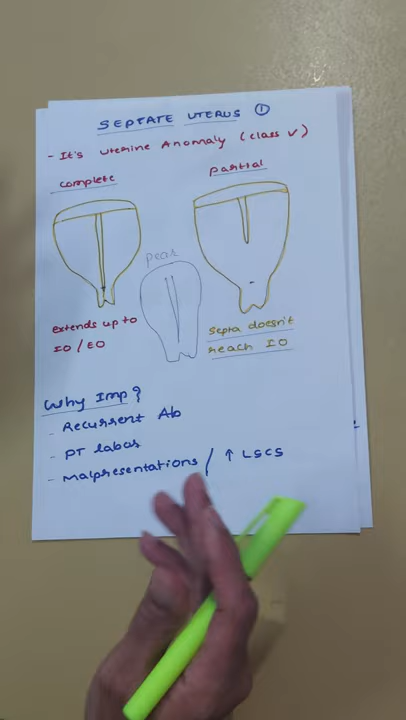 SEPTATE UTERUS ①
- It's uterine Anomaly (class V)
complete
partial
pear
extends up to
IO / EO
Septa doesn't
reach IO
Why Imp?
- Recurrent Ab
- PT labar
- Malpresentations / ↑ LSCS